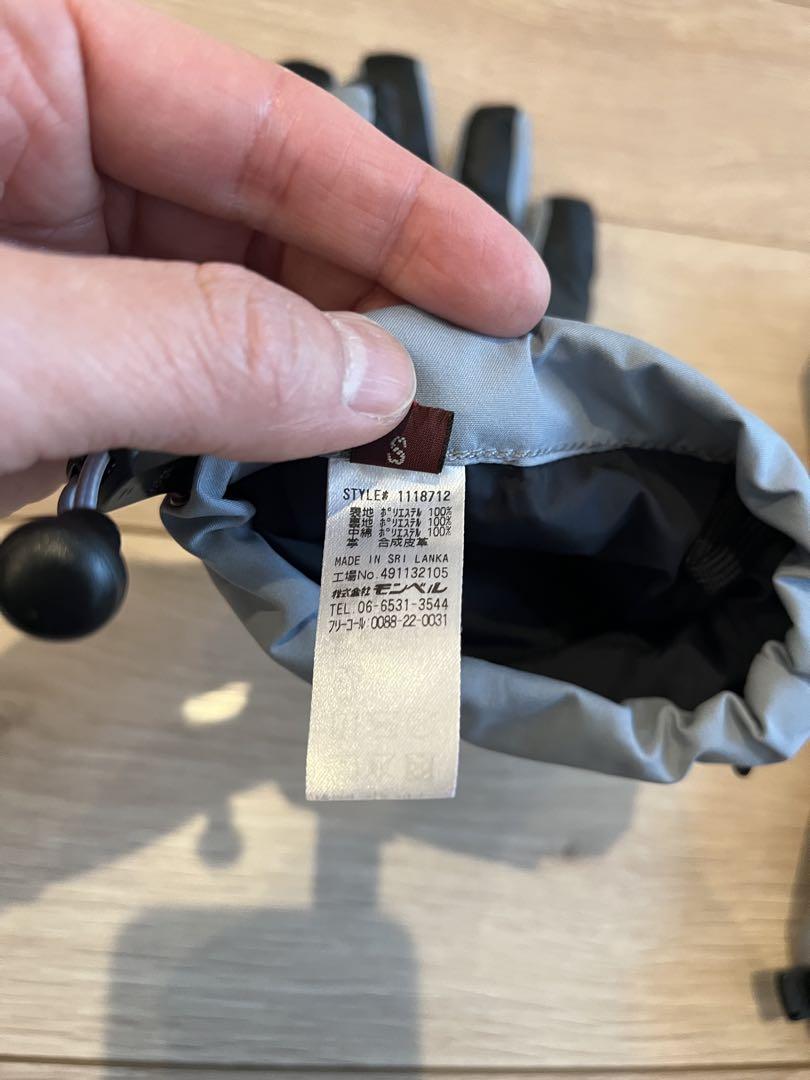 S
STYLE# 1118712
表地 ポリエステル 100%
裏地 ポリエステル 100%
中綿 ポリエステル 100%
掌 合成皮革
MADE IN SRI LANKA
工場No.491132105
株式会社 モンベル
TEL.06-6531-3544
フリーコール:0088-22-0031